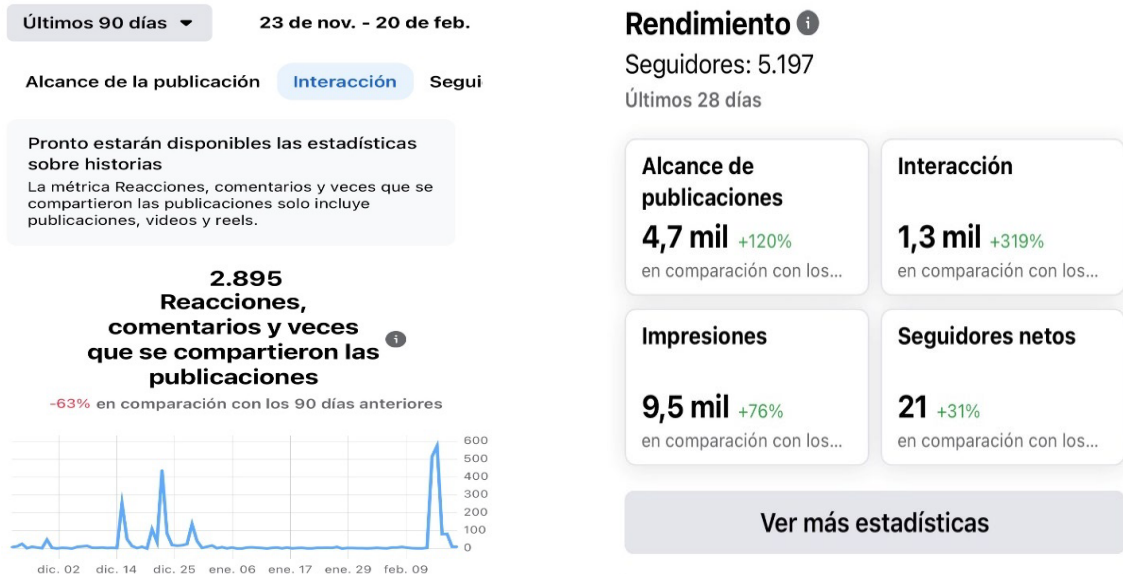 Últimos 90 días
23 de nov. - 20 de feb.
Alcance de la publicación
Interacción
Segui
Pronto estarán disponibles las estadísticas
sobre historias
La métrica Reacciones, comentarios y veces que se
compartieron las publicaciones solo incluye
publicaciones, videos y reels.
2.895
Reacciones,
comentarios y veces
que se compartieron las
publicaciones
-63% en comparación con los 90 días anteriores
600
500
400
300
200
100
0
dic. 02
dic. 14
dic. 25
ene. 06
ene. 17
ene. 29
feb. 09
Rendimiento
Seguidores: 5.197
Últimos 28 días
Alcance de
publicaciones
4,7 mil +120%
en comparación con los...
Interacción
1,3 mil +319%
en comparación con los...
Impresiones
9,5 mil +76%
en comparación con los...
Seguidores netos
21 +31%
en comparación con los...
Ver más estadísticas